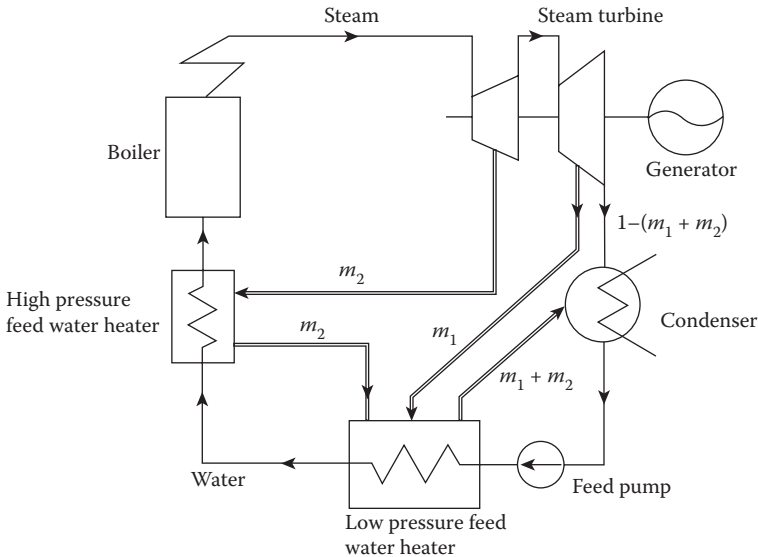 Steam
Steam turbine
Boiler
Generator
1–(m₁ + m₂)
m₂
High pressure
feed water heater
m₂
m₁
Condenser
m₁ + m₂
Water
Feed pump
Low pressure feed
water heater